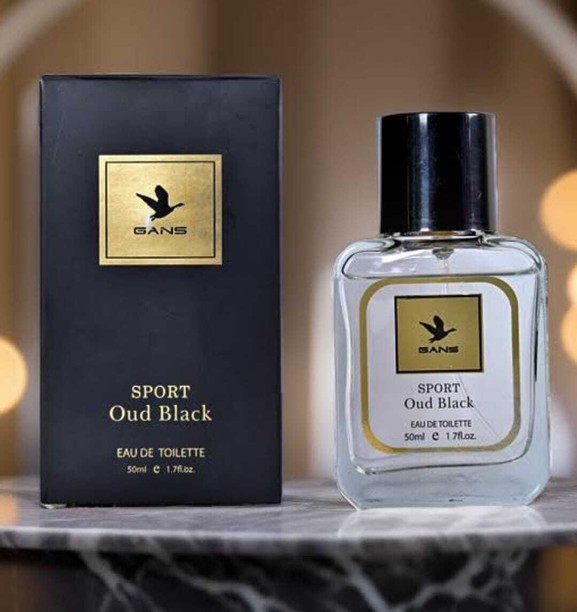 GANS
SPORT
Oud Black
EAU DE TOILETTE
50ml e 1.7fl.oz.
GANS
SPORT
Oud Black
EAU DE TOILETTE
50ml e 1.7fl.oz.